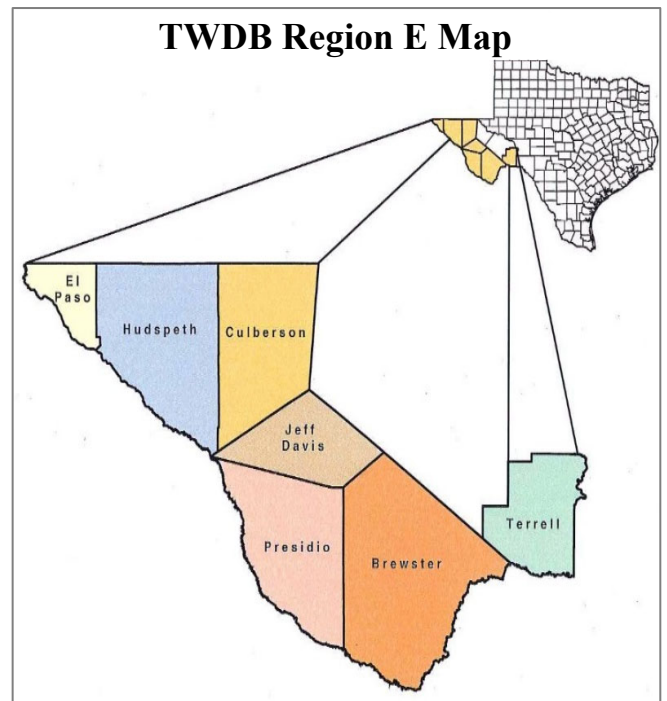 TWDB Region E Map
El
Paso
Hudspeth
Culberson
Jeff
Davis
Presidio
Brewster
Terrell